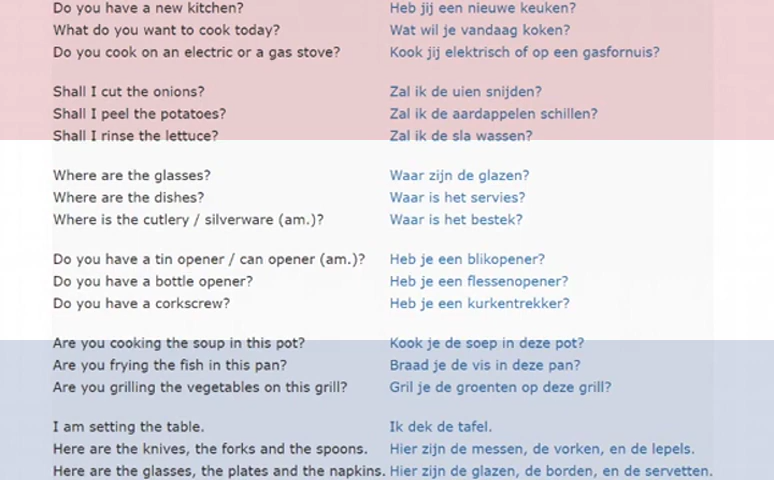 Do you have a new kitchen? Heb jij een nieuwe keuken?
What do you want to cook today? Wat wil je vandaag koken?
Do you cook on an electric or a gas stove? Kook jij elektrisch of op een gasfornuis?
Shall I cut the onions? Zal ik de uien snijden?
Shall I peel the potatoes? Zal ik de aardappelen schillen?
Shall I rinse the lettuce? Zal ik de sla wassen?
Where are the glasses? Waar zijn de glazen?
Where are the dishes? Waar is het servies?
Where is the cutlery / silverware (am.)? Waar is het bestek?
Do you have a tin opener / can opener (am.)? Heb je een blikopener?
Do you have a bottle opener? Heb je een flessenopener?
Do you have a corkscrew? Heb je een kurkentrekker?
Are you cooking the soup in this pot? Kook je de soep in deze pot?
Are you frying the fish in this pan? Braad je de vis in deze pan?
Are you grilling the vegetables on this grill? Gril je de groenten op deze grill?
I am setting the table. Ik dek de tafel.
Here are the knives, the forks and the spoons. Hier zijn de messen, de vorken, en de lepels.
Here are the glasses, the plates and the napkins. Hier zijn de glazen, de borden, en de servetten.